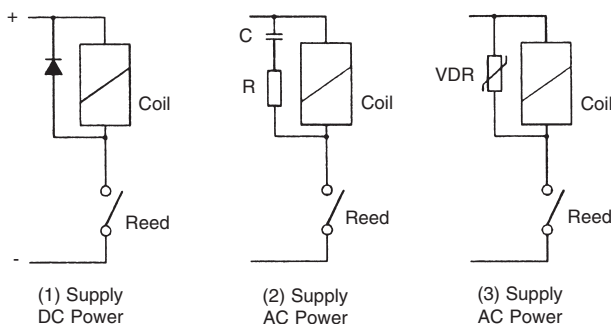 +
Coil
Reed
-
(1) Supply
DC Power
C
R
Coil
Reed
(2) Supply
AC Power
VDR
Coil
Reed
(3) Supply
AC Power